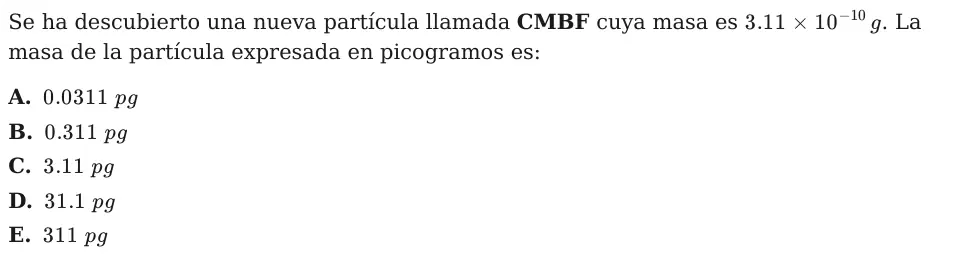 Se ha descubierto una nueva partícula llamada CMBF cuya masa es 3.11 × 10⁻¹⁰ g. La
masa de la partícula expresada en picogramos es:
A. 0.0311 pg
B. 0.311 pg
C. 3.11 pg
D. 31.1 pg
E. 311 pg